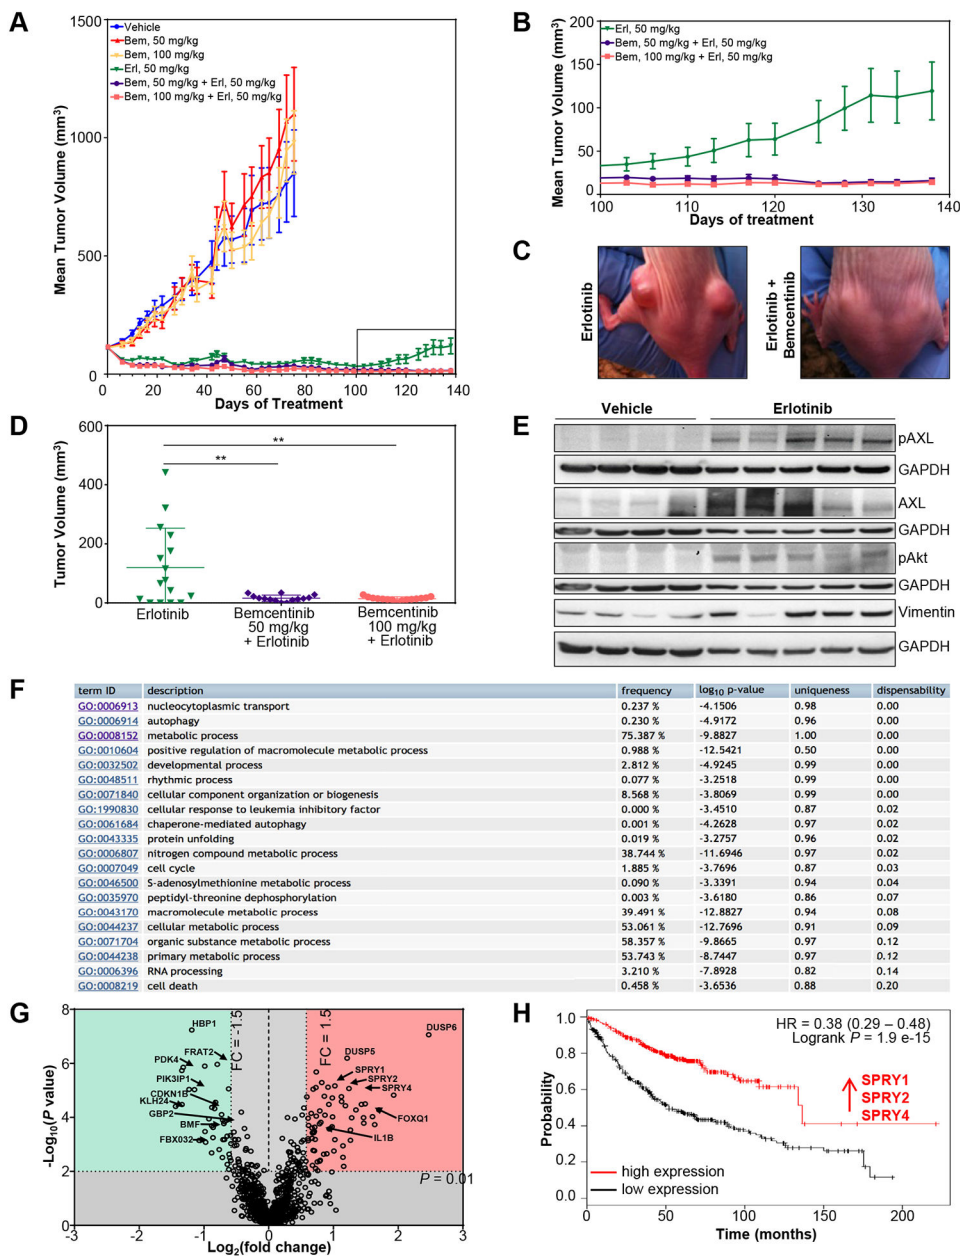 A
Mean Tumor Volume (mm³)
1500
1000
500
0
0 20 40 60 80 100 120 140
Days of Treatment
Vehicle
Bem, 50 mg/kg
Bem, 100 mg/kg
Erl, 50 mg/kg
Bem, 50 mg/kg + Erl, 50 mg/kg
Bem, 100 mg/kg + Erl, 50 mg/kg
B
Mean Tumor Volume (mm³)
200
150
100
50
0
100 110 120 130 140
Days of treatment
Erl, 50 mg/kg
Bem, 50 mg/kg + Erl, 50 mg/kg
Bem, 100 mg/kg + Erl, 50 mg/kg
C
Erlotinib
Erlotinib +
Bemcentinib
D
Tumor Volume (mm³)
600
400
200
0
**
**
Erlotinib
Bemcentinib
50 mg/kg
+ Erlotinib
Bemcentinib
100 mg/kg
+ Erlotinib
E
Vehicle Erlotinib
pAXL
GAPDH
AXL
GAPDH
pAkt
GAPDH
Vimentin
GAPDH
F
term ID description frequency log₁₀ p-value uniqueness dispensability
GO:0006913 nucleocytoplasmic transport 0.237 % -4.1506 0.98 0.00
GO:0006914 autophagy 0.230 % -4.9172 0.96 0.00
GO:0008152 metabolic process 75.387 % -9.8827 1.00 0.00
GO:0010604 positive regulation of macromolecule metabolic process 0.988 % -12.5421 0.50 0.00
GO:0032502 developmental process 2.812 % -4.9245 0.99 0.00
GO:0048511 rhythmic process 0.077 % -3.2518 0.99 0.00
GO:0071840 cellular component organization or biogenesis 8.568 % -3.8069 0.99 0.00
GO:1990830 cellular response to leukemia inhibitory factor 0.000 % -3.4510 0.87 0.02
GO:0061684 chaperone-mediated autophagy 0.001 % -4.2628 0.97 0.02
GO:0043335 protein unfolding 0.019 % -3.2757 0.96 0.02
GO:0006807 nitrogen compound metabolic process 38.744 % -11.6946 0.97 0.02
GO:0007049 cell cycle 1.885 % -3.7696 0.87 0.03
GO:0046500 S-adenosylmethionine metabolic process 0.090 % -3.3391 0.94 0.04
GO:0035970 peptidyl-threonine dephosphorylation 0.003 % -3.6180 0.86 0.07
GO:0043170 macromolecule metabolic process 39.491 % -12.8827 0.94 0.08
GO:0044237 cellular metabolic process 53.061 % -12.7696 0.91 0.09
GO:0071704 organic substance metabolic process 58.357 % -9.8665 0.97 0.12
GO:0044238 primary metabolic process 53.743 % -8.7447 0.97 0.12
GO:0006396 RNA processing 3.210 % -7.8928 0.82 0.14
GO:0008219 cell death 0.458 % -3.6536 0.88 0.20
G
-Log₁₀(P value)
8
6
4
2
0
-3 -2 -1 0 1 2 3
Log₂(fold change)
FC = -1.5
FC = 1.5
P = 0.01
HBP1
FRAT2
PDK4
PIK3IP1
CDKN1B
KLH24
GBP2
BMF
FBX032
DUSP6
DUSP5
SPRY1
SPRY2
SPRY4
FOXQ1
IL1B
H
Probability
1.0
0.8
0.6
0.4
0.2
0.0
0 50 100 150 200
Time (months)
HR = 0.38 (0.29 – 0.48)
Logrank P = 1.9 e-15
SPRY1
SPRY2
SPRY4
high expression
low expression